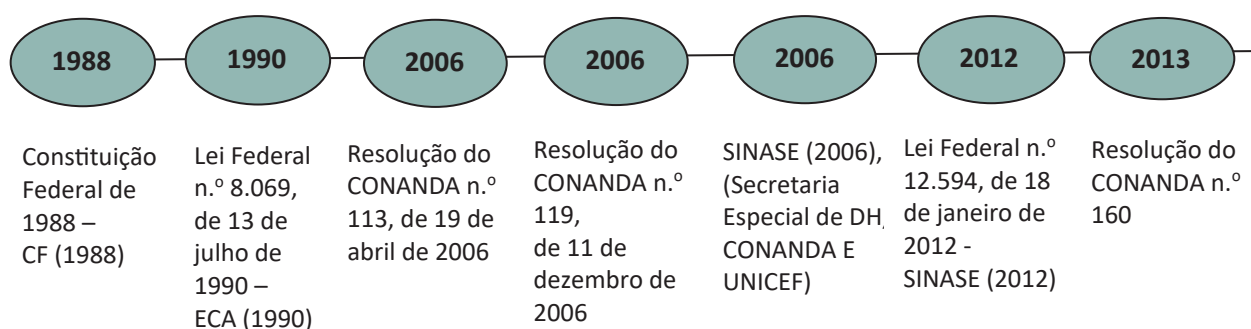 1988
1990
2006
2006
2006
2012
2013
Constituição
Federal de
1988 –
CF (1988)
Lei Federal
n.º 8.069,
de 13 de
julho de
1990 –
ECA (1990)
Resolução do
CONANDA n.º
113, de 19 de
abril de 2006
Resolução do
CONANDA n.º
119,
de 11 de
dezembro de
2006
SINASE (2006),
(Secretaria
Especial de DH,
CONANDA E
UNICEF)
Lei Federal n.º
12.594, de 18
de janeiro de
2012 -
SINASE (2012)
Resolução do
CONANDA n.º
160